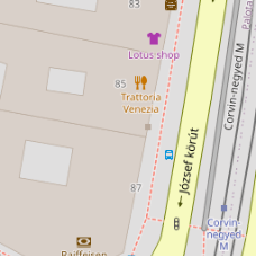 83
Lotus shop
85
Trattoria
Venezia
Corvin-negyed M
← József körút
87
Corvin-
negyed
M
Raiffeisen